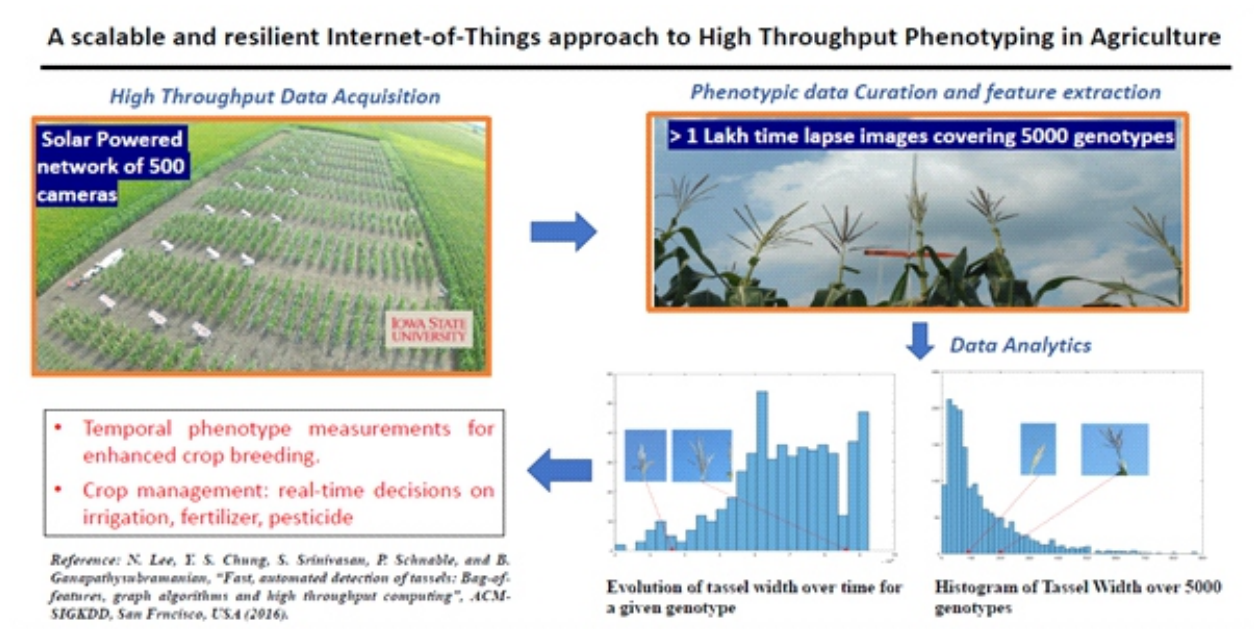 A scalable and resilient Internet-of-Things approach to High Throughput Phenotyping in Agriculture
High Throughput Data Acquisition
Solar Powered
network of 500
cameras
IOWA STATE
UNIVERSITY
Phenotypic data Curation and feature extraction
> 1 Lakh time lapse images covering 5000 genotypes
Data Analytics
Evolution of tassel width over time for
a given genotype
Histogram of Tassel Width over 5000
genotypes
• Temporal phenotype measurements for
enhanced crop breeding.
• Crop management: real-time decisions on
irrigation, fertilizer, pesticide
Reference: N. Lee, Y. S. Chung, S. Srinivasan, P. Schnable, and B.
Ganapathysubramanian, "Fast, automated detection of tassels: Bag-of-
features, graph algorithms and high throughput computing", ACM-
SIGKDD, San Frncisco, USA (2016).